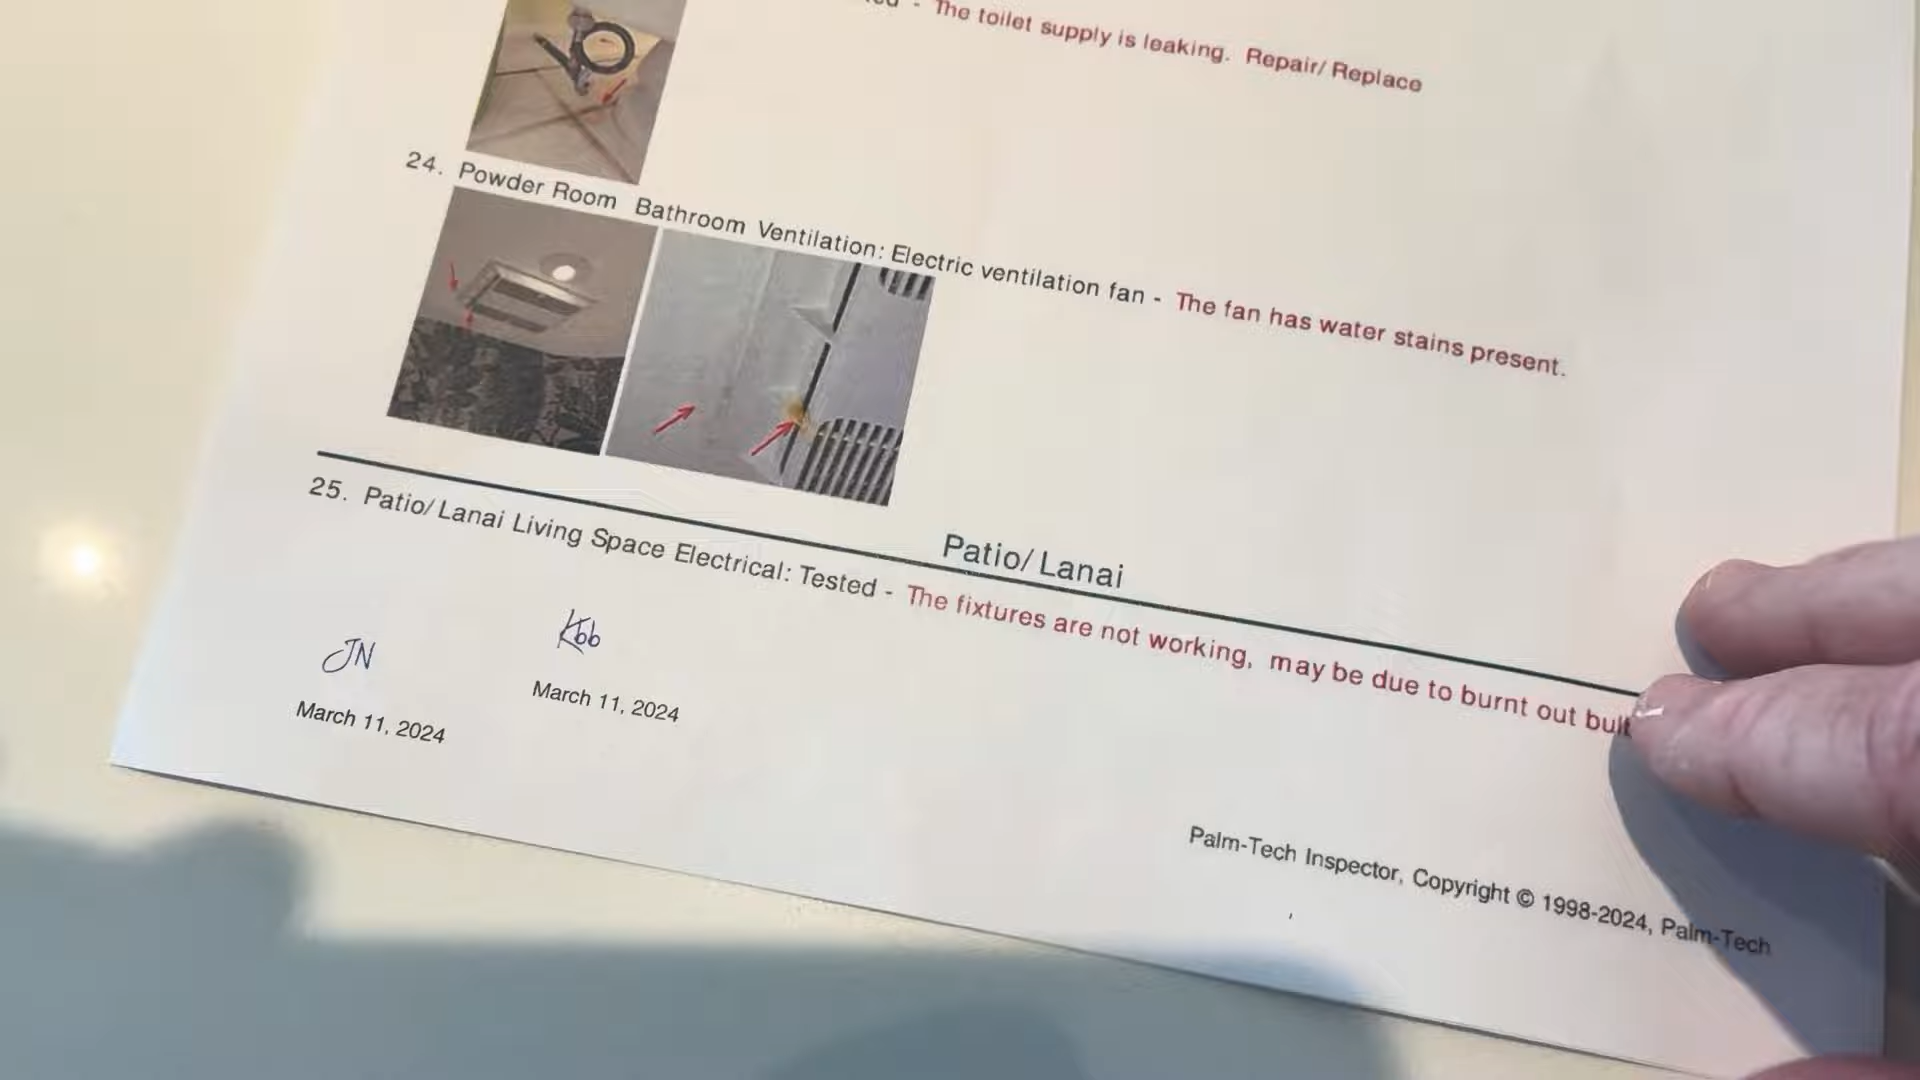 - The toilet supply is leaking. Repair/ Replace
24. Powder Room Bathroom Ventilation: Electric ventilation fan - The fan has water stains present.
Patio/ Lanai
25. Patio/ Lanai Living Space Electrical: Tested - The fixtures are not working, may be due to burnt out
JN
Kbb
March 11, 2024
March 11, 2024
Palm-Tech Inspector, Copyright © 1998-2024, Palm-Tech